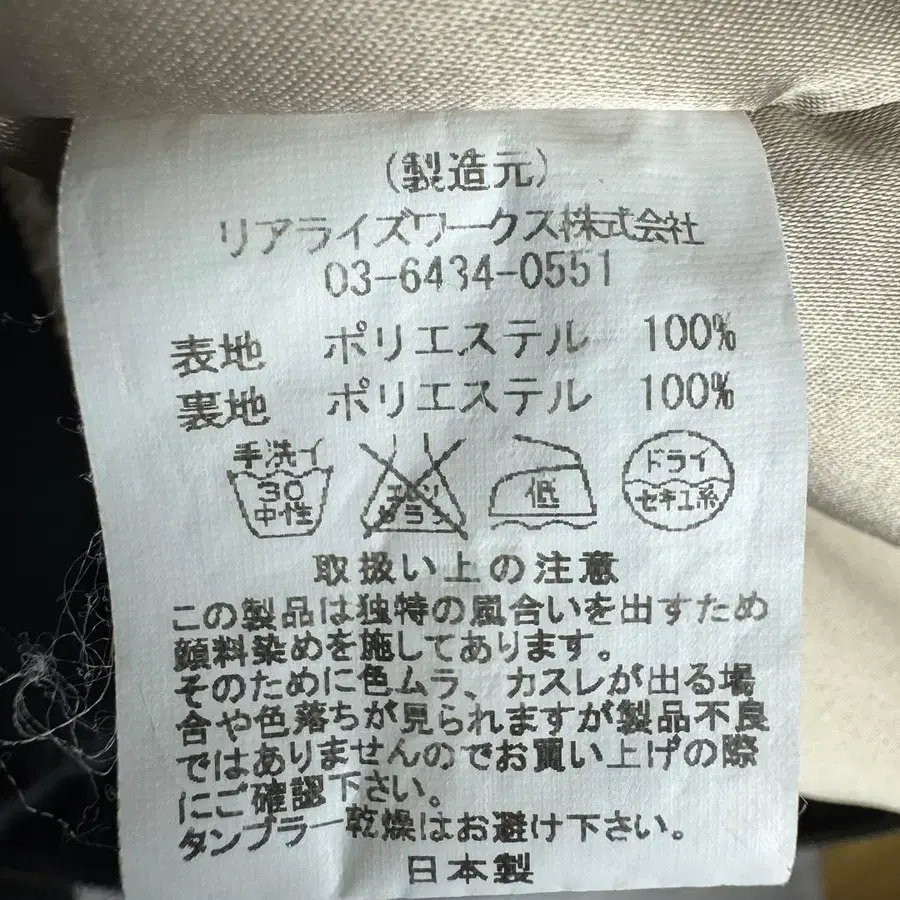 (製造元)
リアライズワークス株式会社
03-6434-0551
表地 ポリエステル 100%
裏地 ポリエステル 100%
手洗イ 30 中性
エンソサラシ
低
ドライ セキユ系
取扱い上の注意
この製品は独特の風合いを出すため
顔料染めを施してあります。
そのために色ムラ、カスレが出る場
合や色落ちが見られますが製品不良
ではありませんのでお買い上げの際
にご確認下さい。
タンブラー乾燥はお避け下さい。
日本製